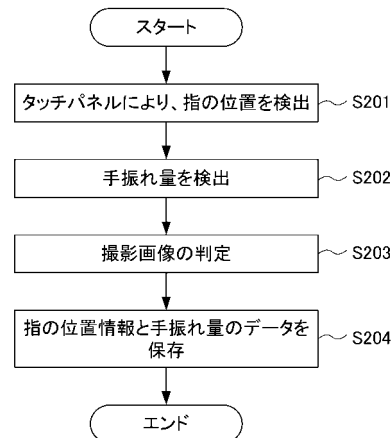 スタート
タッチパネルにより、指の位置を検出
S201
手振れ量を検出
S202
撮影画像の判定
S203
指の位置情報と手振れ量のデータを
保存
S204
エンド